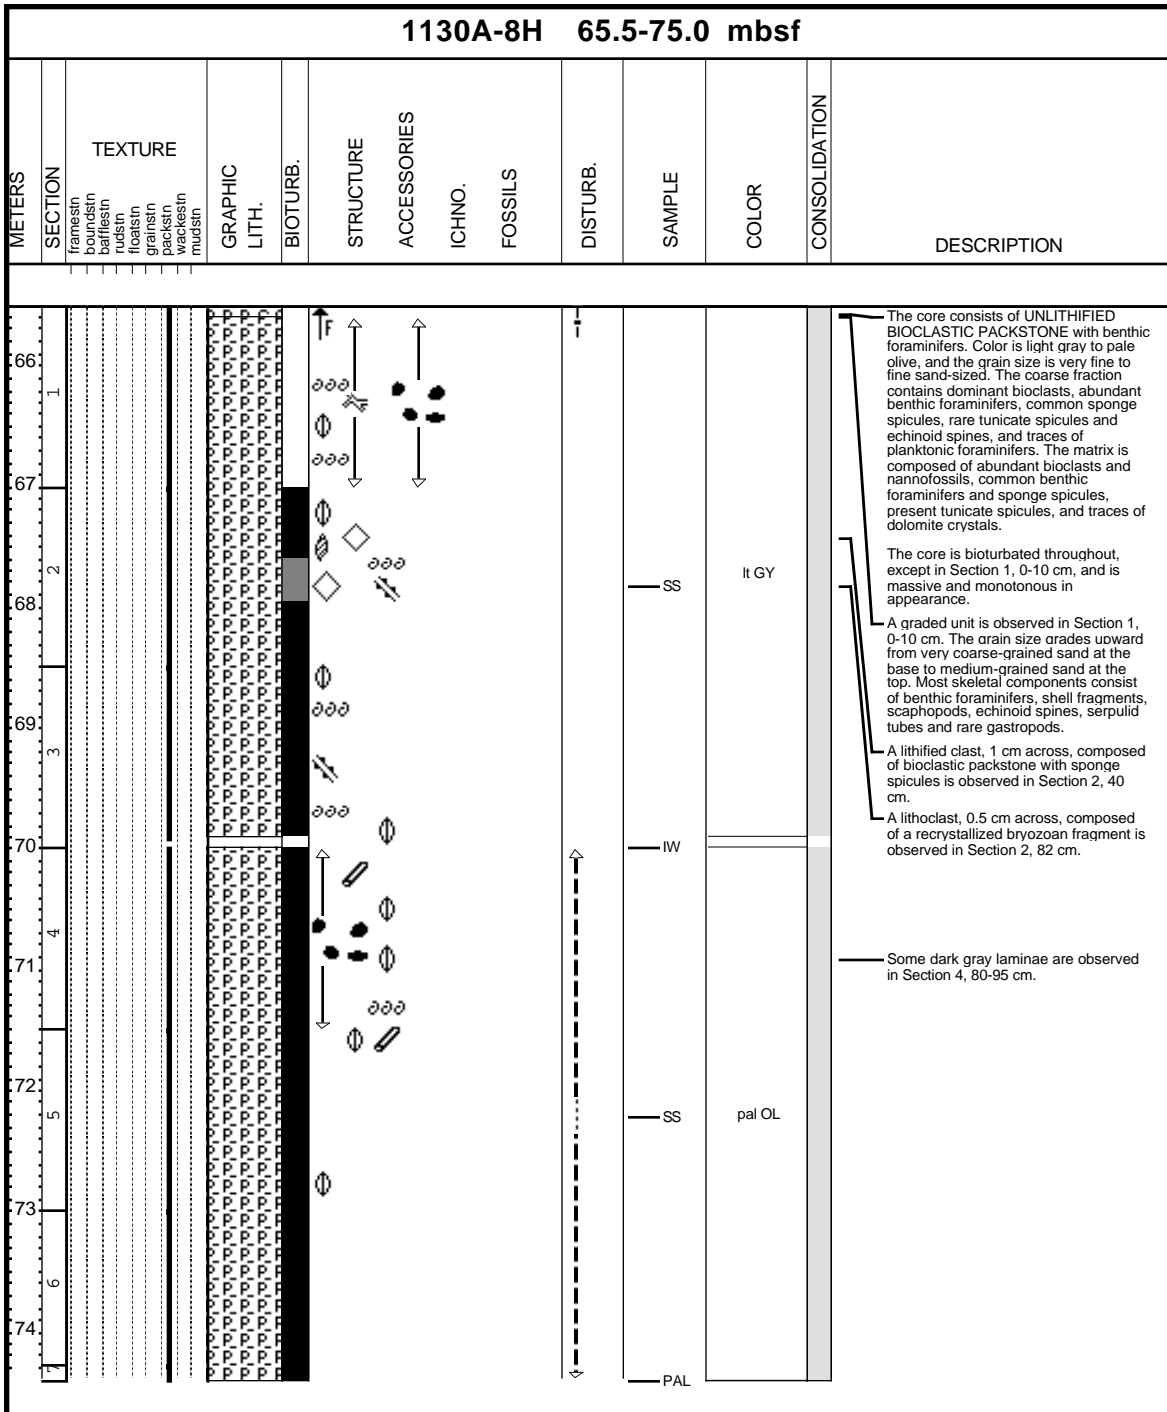 1130A-8H 65.5-75.0 mbsf
METERS
SECTION
TEXTURE
framestn
boundstn
bafflestn
rudstn
floatstn
grainstn
packstn
wackestn
mudstn
GRAPHIC
LITH.
BIOTURB.
STRUCTURE
ACCESSORIES
ICHNO.
FOSSILS
DISTURB.
SAMPLE
COLOR
CONSOLIDATION
DESCRIPTION
66
67
68
69
70
71
72
73
74
1
2
3
4
5
6
7
F
SS
IW
SS
PAL
lt GY
pal OL
The core consists of UNLITHIFIED
BIOCLASTIC PACKSTONE with benthic
foraminifers. Color is light gray to pale
olive, and the grain size is very fine to
fine sand-sized. The coarse fraction
contains dominant bioclasts, abundant
benthic foraminifers, common sponge
spicules, rare tunicate spicules and
echinoid spines, and traces of
planktonic foraminifers. The matrix is
composed of abundant bioclasts and
nannofossils, common benthic
foraminifers and sponge spicules,
present tunicate spicules, and traces of
dolomite crystals.
The core is bioturbated throughout,
except in Section 1, 0-10 cm, and is
massive and monotonous in
appearance.
A graded unit is observed in Section 1,
0-10 cm. The grain size grades upward
from very coarse-grained sand at the
base to medium-grained sand at the
top. Most skeletal components consist
of benthic foraminifers, shell fragments,
scaphopods, echinoid spines, serpulid
tubes and rare gastropods.
A lithified clast, 1 cm across, composed
of bioclastic packstone with sponge
spicules is observed in Section 2, 40
cm.
A lithoclast, 0.5 cm across, composed
of a recrystallized bryozoan fragment is
observed in Section 2, 82 cm.
Some dark gray laminae are observed
in Section 4, 80-95 cm.